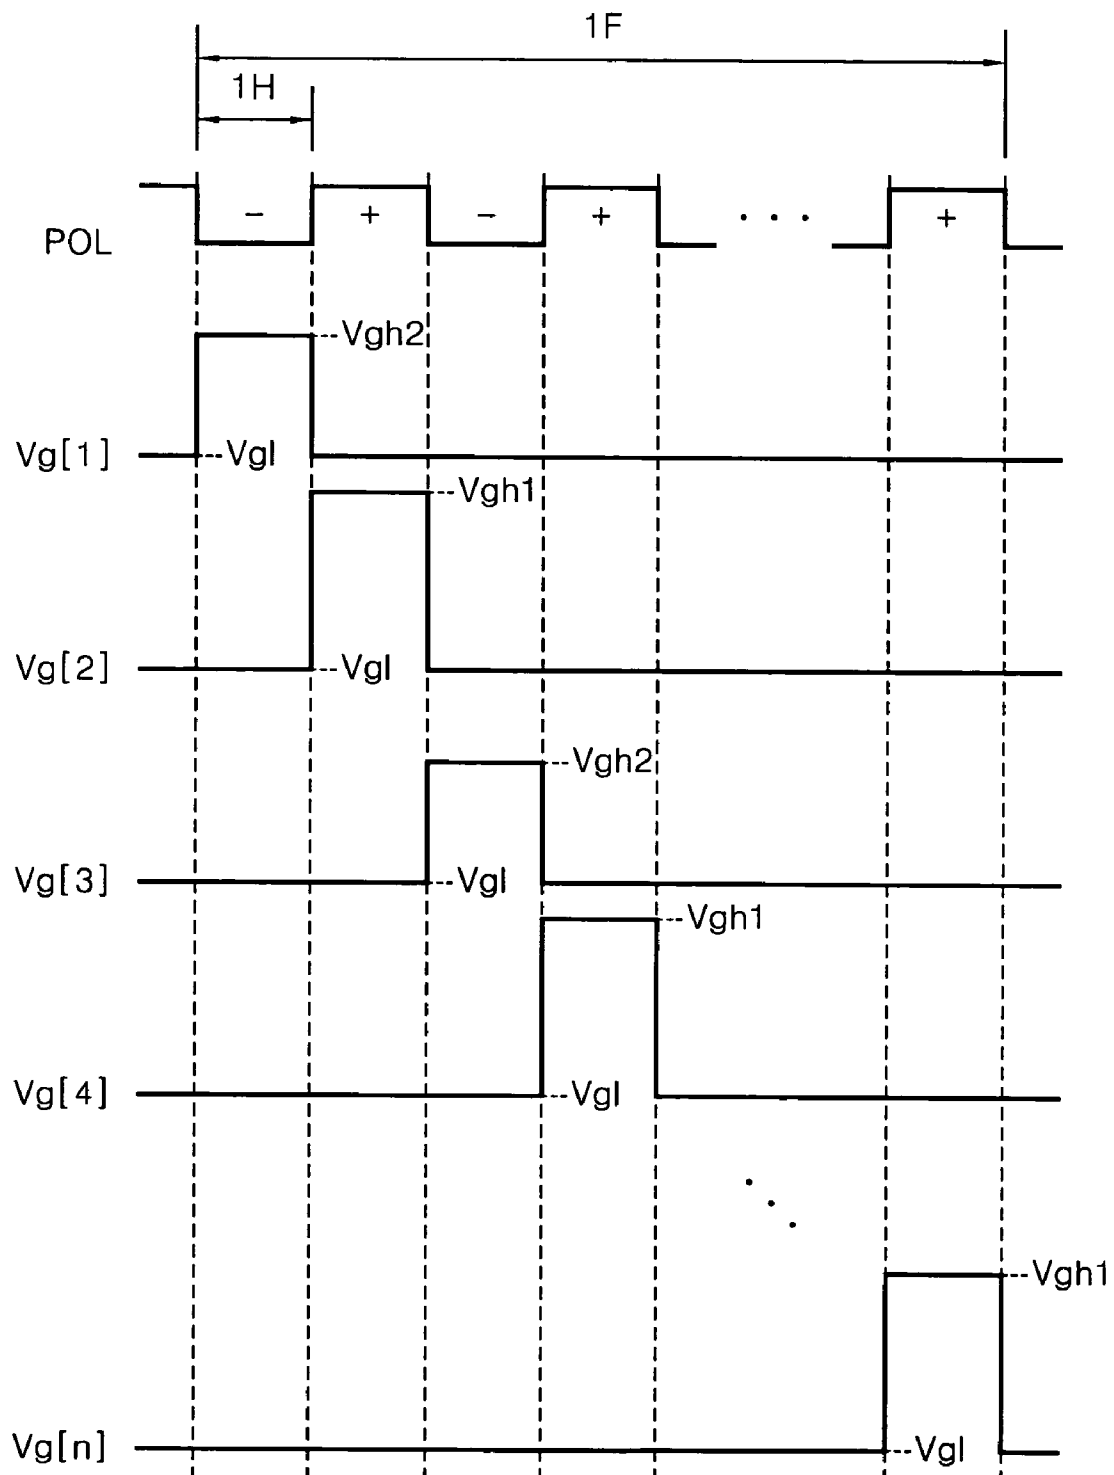 1F
1H
POL
− + − + . . . +
Vgh2
Vg[1] Vgl
Vgh1
Vg[2] Vgl
Vgh2
Vg[3] Vgl
Vgh1
Vg[4] Vgl
Vgh1
Vg[n] Vgl